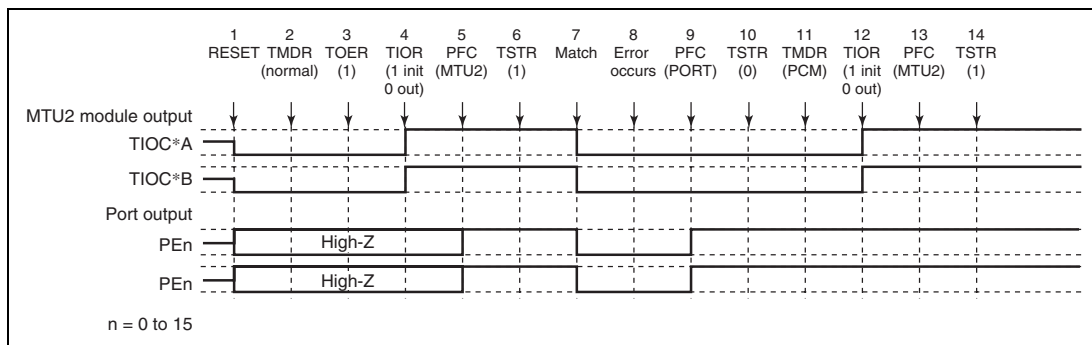 1 2 3 4 5 6 7 8 9 10 11 12 13 14
RESET TMDR TOER TIOR PFC TSTR Match Error PFC TSTR TMDR TIOR PFC TSTR
(normal) (1) (1 init (MTU2) (1) occurs (PORT) (0) (PCM) (1 init (MTU2) (1)
0 out) 0 out)
MTU2 module output
TIOC*A
TIOC*B
Port output
PEn High-Z
PEn High-Z
n = 0 to 15